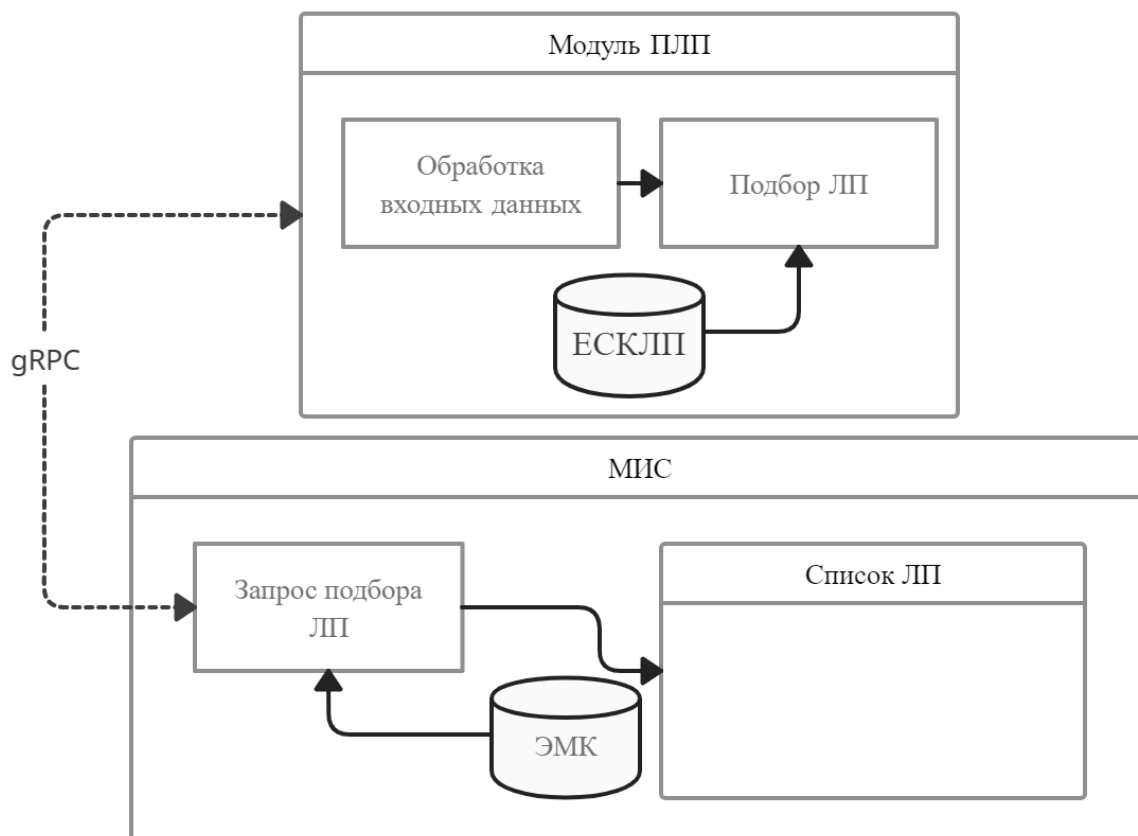 Модуль ПЛП
Обработка
входных данных
Подбор ЛП
ЕСКЛП
gRPC
МИС
Запрос подбора
ЛП
Список ЛП
ЭМК